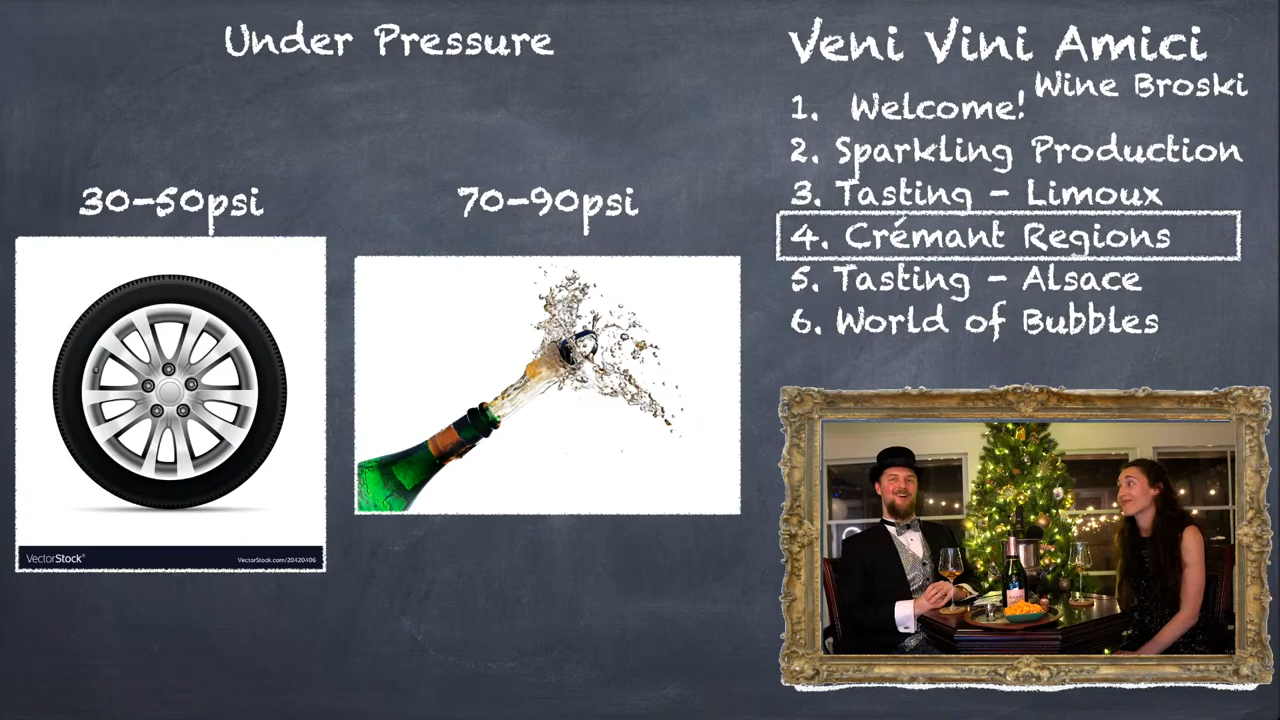 Under Pressure
30-50psi
70-90psi
VectorStock®
VectorStock.com/20420406
Veni Vini Amici
Wine Broski
1. Welcome!
2. Sparkling Production
3. Tasting - Limoux
4. Crémant Regions
5. Tasting - Alsace
6. World of Bubbles